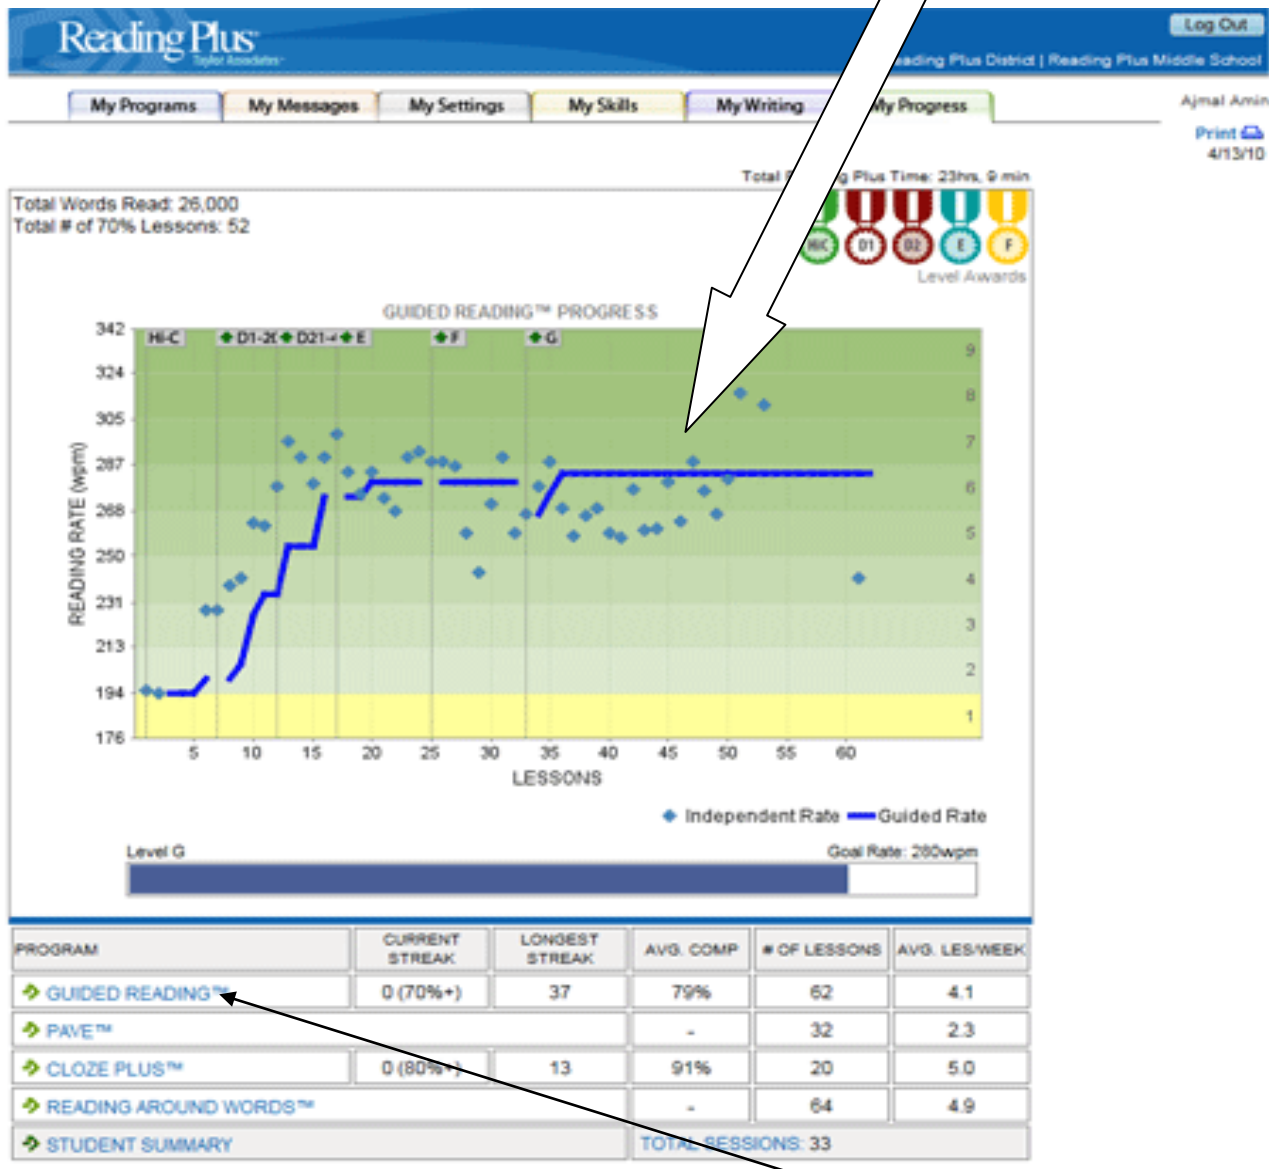 Reading Plus
Taylor Associates
Log Out
ading Plus District | Reading Plus Middle School
My Programs
My Messages
My Settings
My Skills
My Writing
My Progress
Ajmal Amin
Print
4/13/10
Total g Plus Time: 23hrs, 9 min
Total Words Read: 26,000
Total # of 70% Lessons: 52
HiC D1 D2 E F
Level Awards
GUIDED READING™ PROGRESS
342
324
305
287
268
250
231
213
194
176
READING RATE (wpm)
Hi-C D1-2 D21- E F G
9
8
7
6
5
4
3
2
1
5 10 15 20 25 30 35 40 45 50 55 60
LESSONS
Independent Rate Guided Rate
Level G Goal Rate: 280wpm
PROGRAM CURRENT STREAK LONGEST STREAK AVG. COMP # OF LESSONS AVG. LES/WEEK
GUIDED READING™ 0 (70%+) 37 79% 62 4.1
PAVE™ - 32 2.3
CLOZE PLUS™ 0 (80%+) 13 91% 20 5.0
READING AROUND WORDS™ - 64 4.9
STUDENT SUMMARY TOTAL SESSIONS: 33